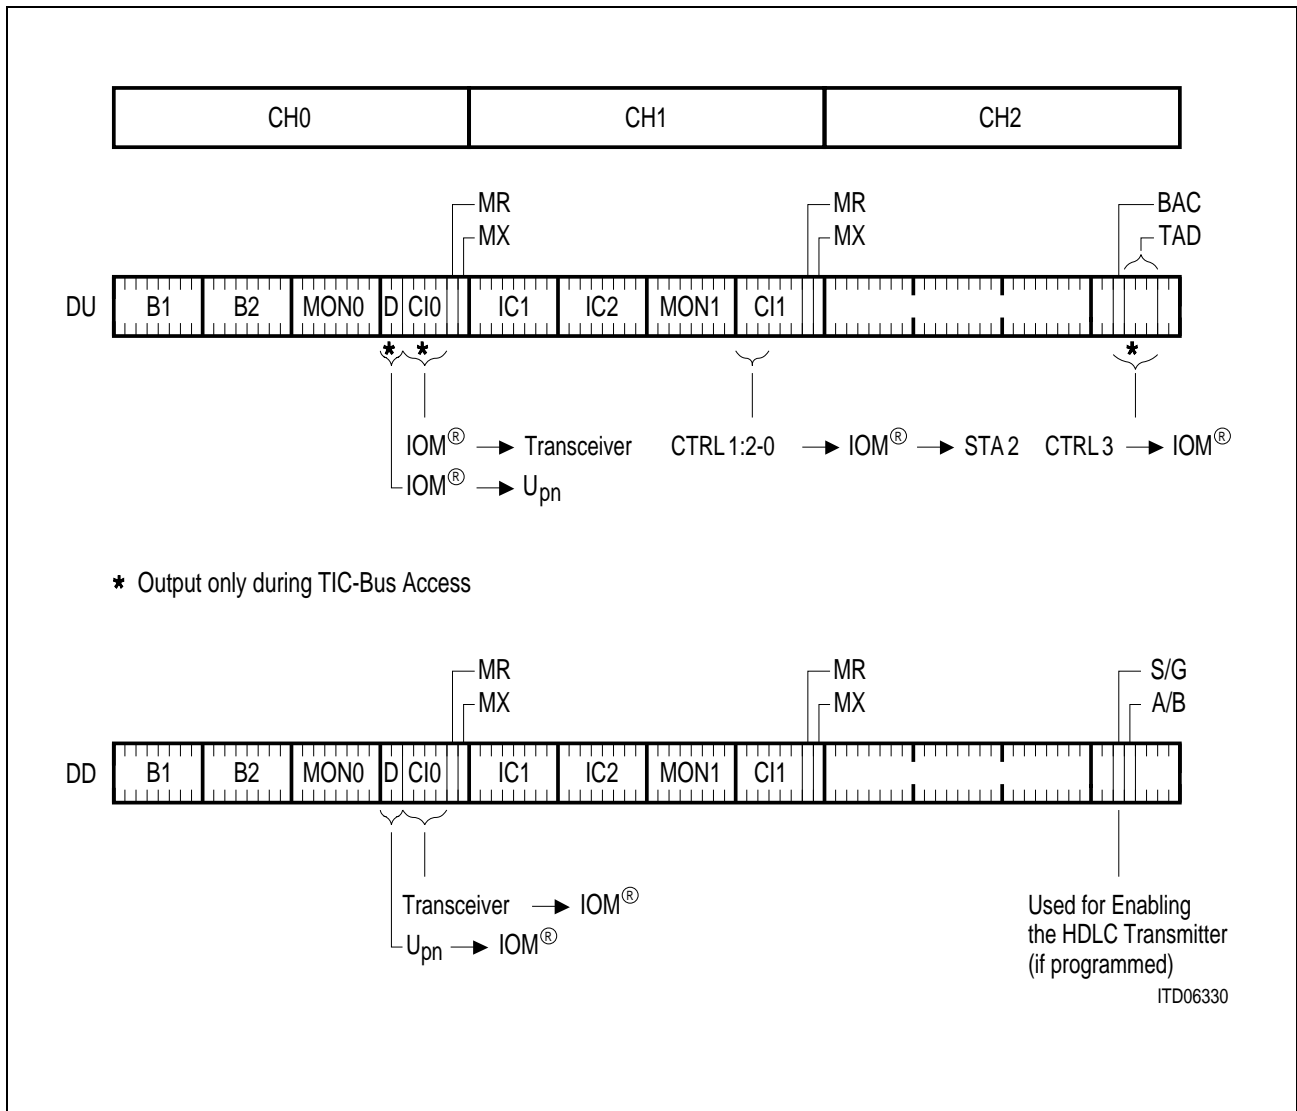 CH0 CH1 CH2
MR MR BAC
MX MX TAD
DU B1 B2 MON0 D CI0 IC1 IC2 MON1 CI1
* * *
IOM® Transceiver CTRL 1:2-0 IOM® STA 2 CTRL 3 IOM®
IOM® Upn
* Output only during TIC-Bus Access
MR MR S/G
MX MX A/B
DD B1 B2 MON0 D CI0 IC1 IC2 MON1 CI1
Transceiver IOM®
Upn IOM®
Used for Enabling
the HDLC Transmitter
(if programmed)
ITD06330